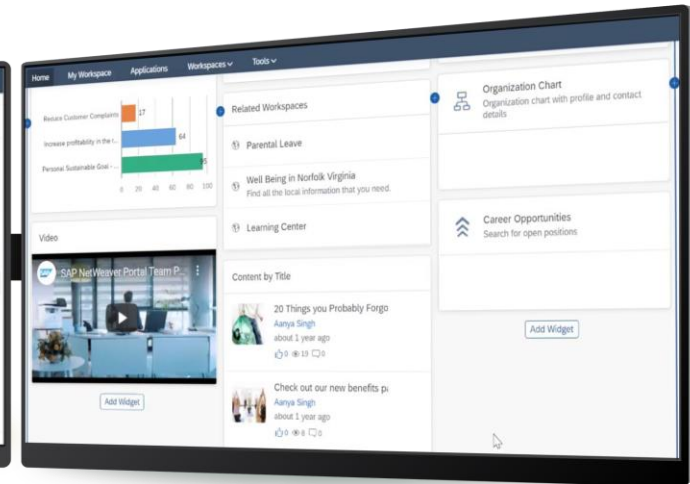 Home
My Workspace
Applications
Workspaces
Tools
Reduce Customer Complaints
17
Increase profitability in the i...
64
Personal Sustainable Goal - ...
95
0 20 40 60 80 100
Video
SAP NetWeaver Portal Team P...
Add Widget
Related Workspaces
Parental Leave
Well Being in Norfolk Virginia
Find all the local information that you need.
Learning Center
Content by Title
20 Things you Probably Forgo
Aanya Singh
about 1 year ago
0 19 0
Check out our new benefits pa
Aanya Singh
about 1 year ago
0 8 0
Organization Chart
Organization chart with profile and contact
details
Career Opportunities
Search for open positions
Add Widget